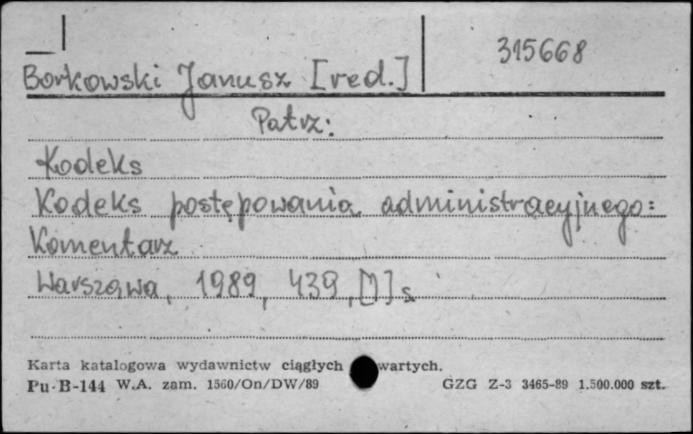 315668
Borkowski Janusz [red.]
Patrz:
Kodeks
Kodeks postępowania administracyjnego:
Komentarz
Warszawa, 1989, 439, [1] s
Karta katalogowa wydawnictw ciągłych wartych.
Pu-B-144 W.A. zam. 1560/On/DW/89 GZG Z-3 3465-89 1.500.000 szt.